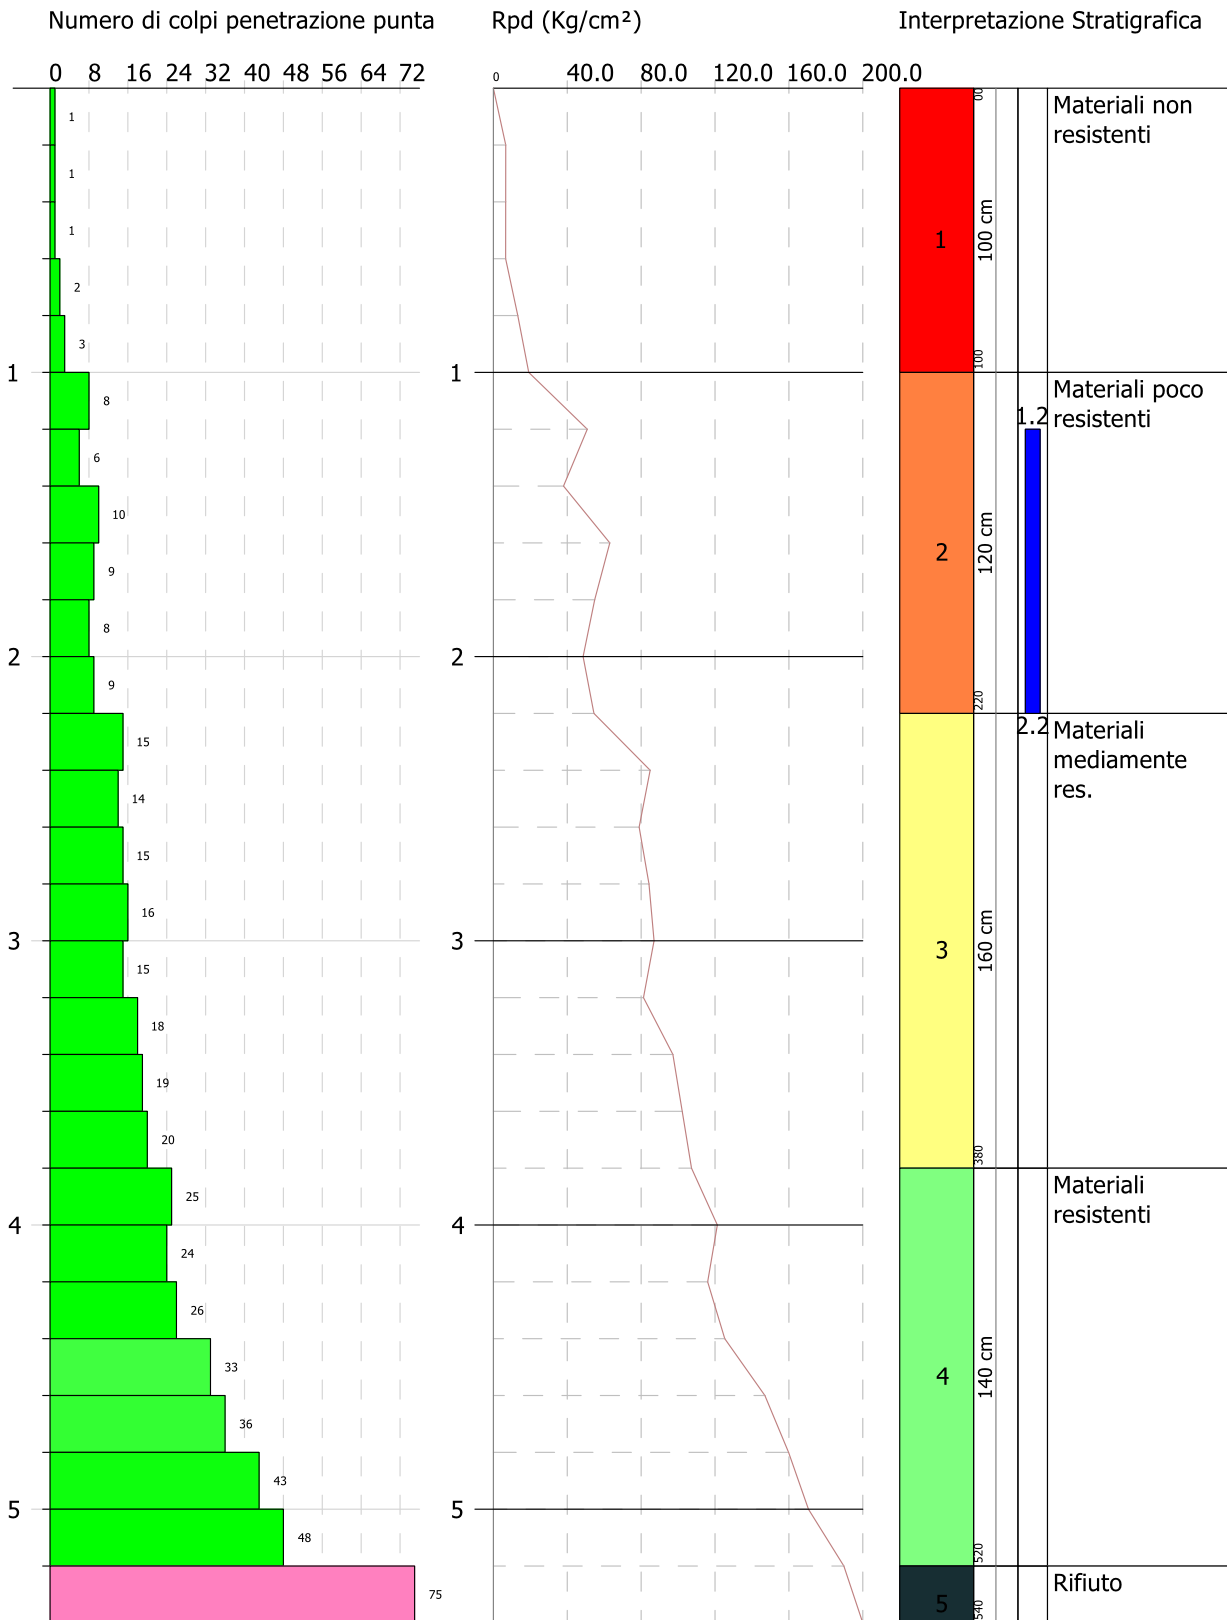 Numero di colpi penetrazione punta
Rpd (Kg/cm²)
Interpretazione Stratigrafica
0 8 16 24 32 40 48 56 64 72
0 40.0 80.0 120.0 160.0 200.0
1
1
1
2
3
8
6
10
9
8
9
15
14
15
16
15
18
19
20
25
24
26
33
36
43
48
75
1
2
3
4
5
1
2
3
4
5
00
1
100 cm
100
Materiali non
resistenti
2
120 cm
220
1.2
2.2
Materiali poco
resistenti
3
160 cm
380
Materiali
mediamente
res.
4
140 cm
520
Materiali
resistenti
5
540
Rifiuto